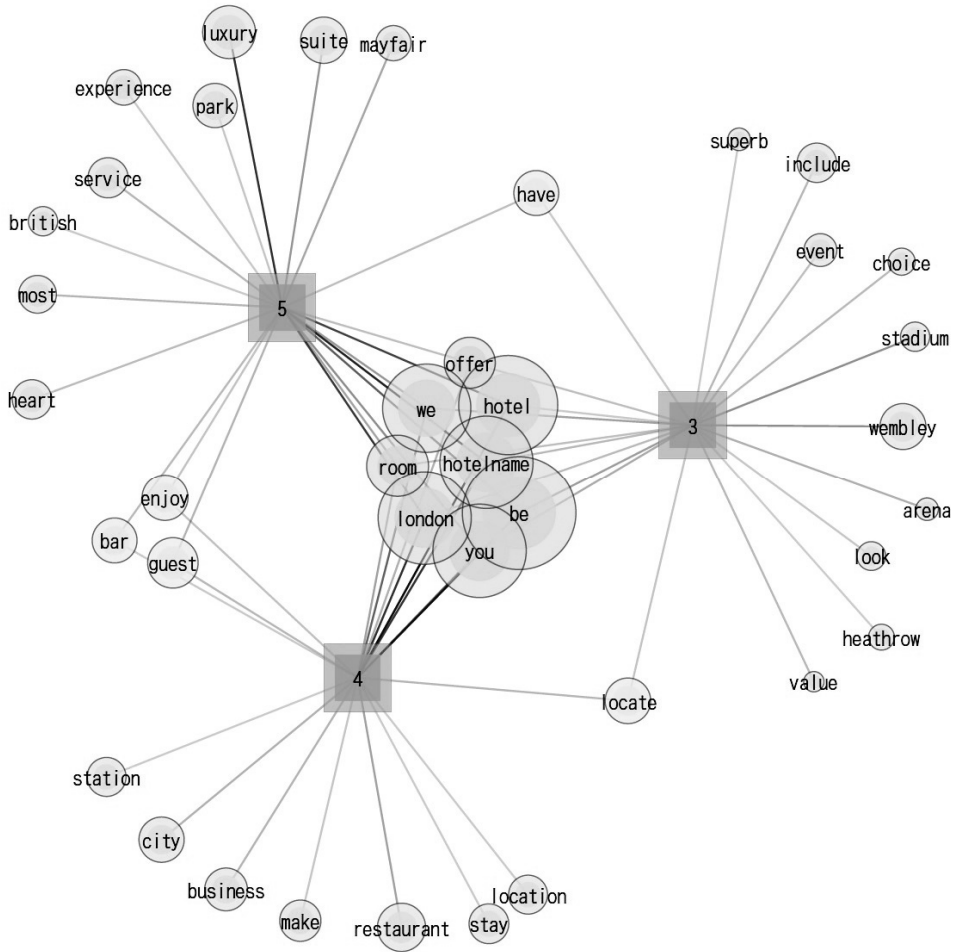 luxury
suite
mayfair
experience
park
superb
include
service
have
british
event
choice
most
5
stadium
offer
heart
we
hotel
3
wembley
room
hotelname
enjoy
london
be
arena
bar
guest
you
look
heathrow
4
value
locate
station
city
business
location
make
restaurant
stay